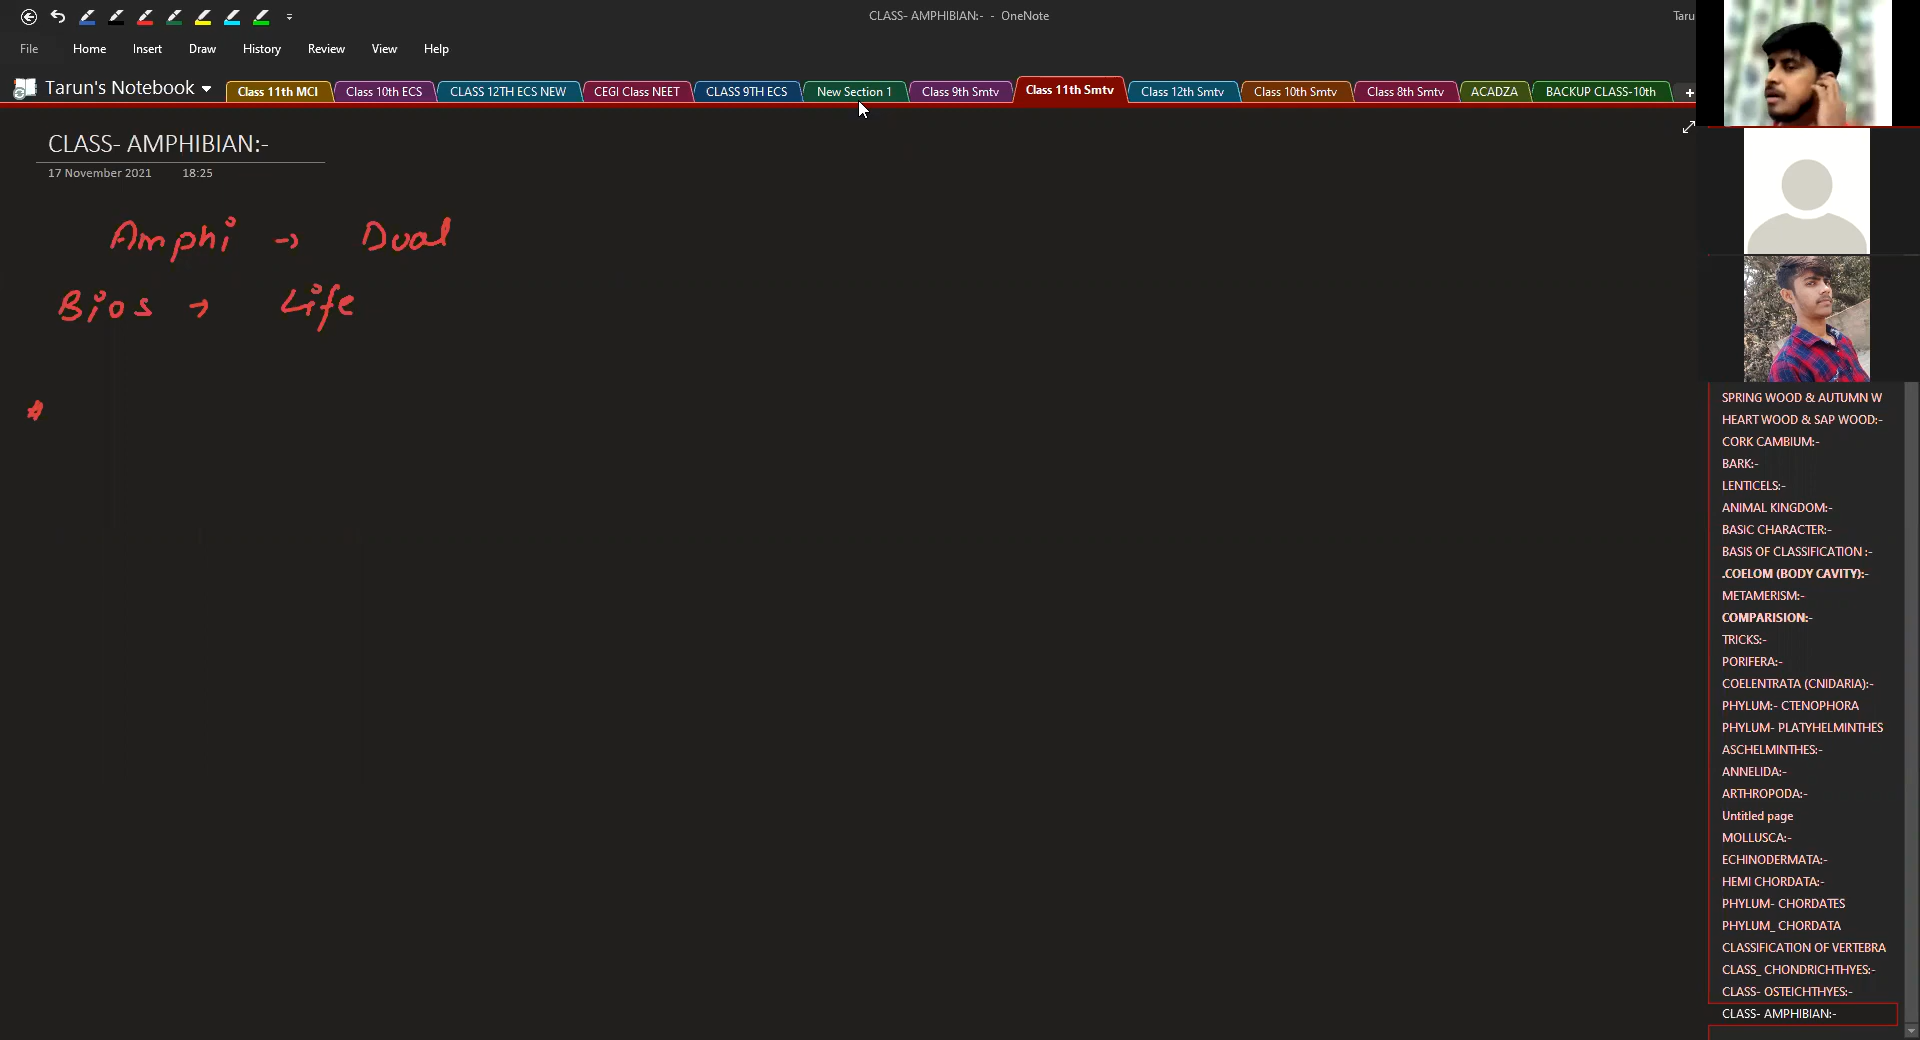 CLASS- AMPHIBIAN:- - OneNote
Taru
File Home Insert Draw History Review View Help
Tarun's Notebook
Class 11th MCI
Class 10th ECS
CLASS 12TH ECS NEW
CEGI Class NEET
CLASS 9TH ECS
New Section 1
Class 9th Smtv
Class 11th Smtv
Class 12th Smtv
Class 10th Smtv
Class 8th Smtv
ACADZA
BACKUP CLASS-10th
+
CLASS- AMPHIBIAN:-
17 November 2021 18:25
Amphi → Dual
Bios → Life
SPRING WOOD & AUTUMN W
HEART WOOD & SAP WOOD:-
CORK CAMBIUM:-
BARK:-
LENTICELS:-
ANIMAL KINGDOM:-
BASIC CHARACTER:-
BASIS OF CLASSIFICATION :-
.COELOM (BODY CAVITY):-
METAMERISM:-
COMPARISION:-
TRICKS:-
PORIFERA:-
COELENTRATA (CNIDARIA):-
PHYLUM:- CTENOPHORA
PHYLUM- PLATYHELMINTHES
ASCHELMINTHES:-
ANNELIDA:-
ARTHROPODA:-
Untitled page
MOLLUSCA:-
ECHINODERMATA:-
HEMI CHORDATA:-
PHYLUM- CHORDATES
PHYLUM_ CHORDATA
CLASSIFICATION OF VERTEBRA
CLASS_ CHONDRICHTHYES:-
CLASS- OSTEICHTHYES:-
CLASS- AMPHIBIAN:-